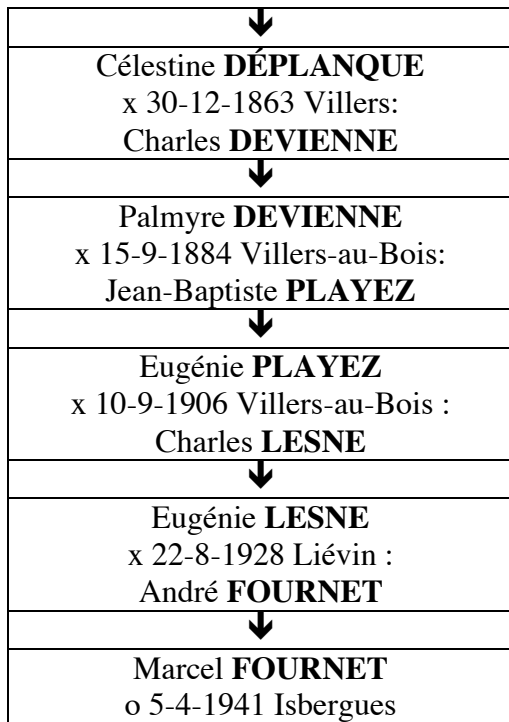 Célestine DÉPLANQUE
x 30-12-1863 Villers:
Charles DEVIENNE
Palmyre DEVIENNE
x 15-9-1884 Villers-au-Bois:
Jean-Baptiste PLAYEZ
Eugénie PLAYEZ
x 10-9-1906 Villers-au-Bois :
Charles LESNE
Eugénie LESNE
x 22-8-1928 Liévin :
André FOURNET
Marcel FOURNET
o 5-4-1941 Isbergues